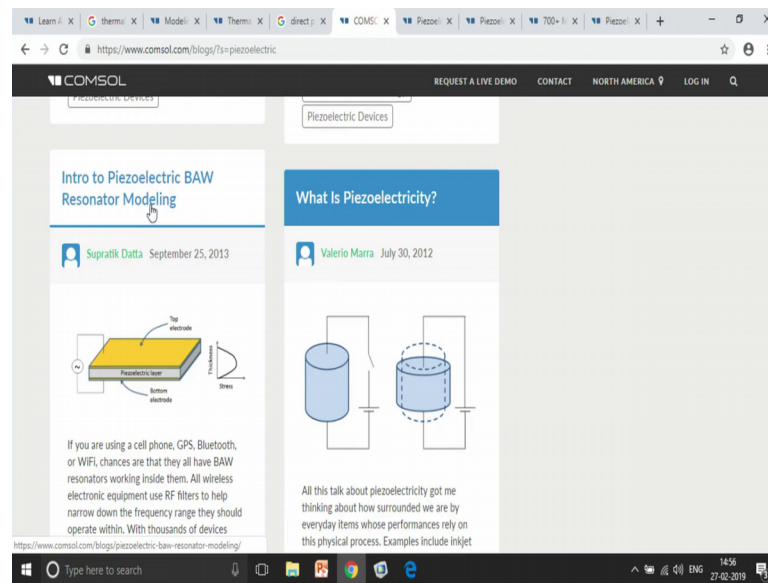 Learn A
therma
Modeli
Therma
direct p
COMSO
Piezoel
Piezoel
700+ M
Piezoel
https://www.comsol.com/blogs/?s=piezoelectric
COMSOL
REQUEST A LIVE DEMO
CONTACT
NORTH AMERICA
LOG IN
Piezoelectric Devices
Piezoelectric Devices
Intro to Piezoelectric BAW
Resonator Modeling
Supratik Datta September 25, 2013
Top
electrode
Piezoelectric layer
Bottom
electrode
Thickness
Stress
If you are using a cell phone, GPS, Bluetooth,
or WiFi, chances are that they all have BAW
resonators working inside them. All wireless
electronic equipment use RF filters to help
narrow down the frequency range they should
operate within. With thousands of devices
What Is Piezoelectricity?
Valerio Marra July 30, 2012
All this talk about piezoelectricity got me
thinking about how surrounded we are by
everyday items whose performances rely on
this physical process. Examples include inkjet
https://www.comsol.com/blogs/piezoelectric-baw-resonator-modeling/
Type here to search
ENG
14:56
27-02-2019